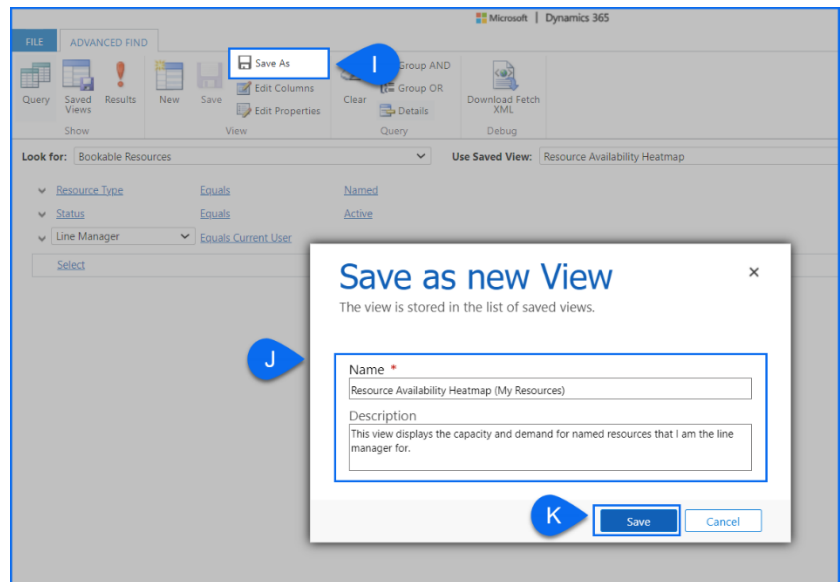 Microsoft | Dynamics 365
FILE ADVANCED FIND
Save As
I
Group AND
Edit Columns
Group OR
Query Saved Views Results New Save Edit Properties Clear Details Download Fetch XML
Show View Query Debug
Look for: Bookable Resources Use Saved View: Resource Availability Heatmap
Resource Type Equals Named
Status Equals Active
Line Manager Equals Current User
Select
Save as new View
The view is stored in the list of saved views.
J
Name *
Resource Availability Heatmap (My Resources)
Description
This view displays the capacity and demand for named resources that I am the line
manager for.
K
Save Cancel